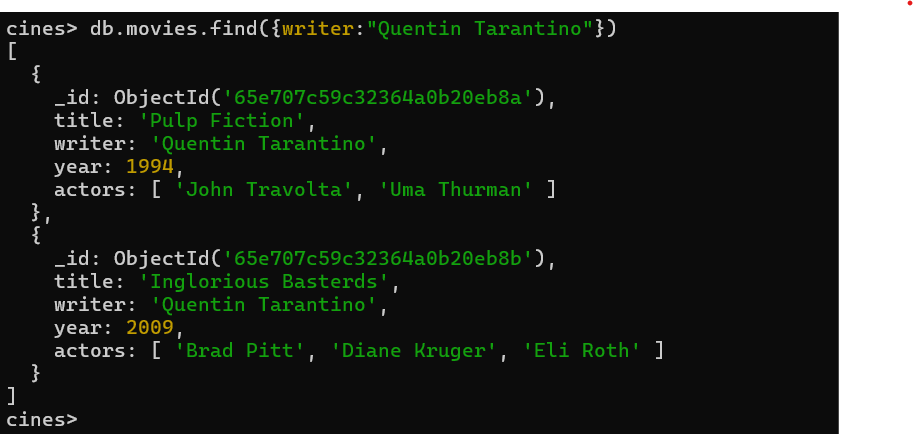 cines> db.movies.find({writer:"Quentin Tarantino"})
[
  {
    _id: ObjectId('65e707c59c32364a0b20eb8a'),
    title: 'Pulp Fiction',
    writer: 'Quentin Tarantino',
    year: 1994,
    actors: [ 'John Travolta', 'Uma Thurman' ]
  },
  {
    _id: ObjectId('65e707c59c32364a0b20eb8b'),
    title: 'Inglorious Basterds',
    writer: 'Quentin Tarantino',
    year: 2009,
    actors: [ 'Brad Pitt', 'Diane Kruger', 'Eli Roth' ]
  }
]
cines>